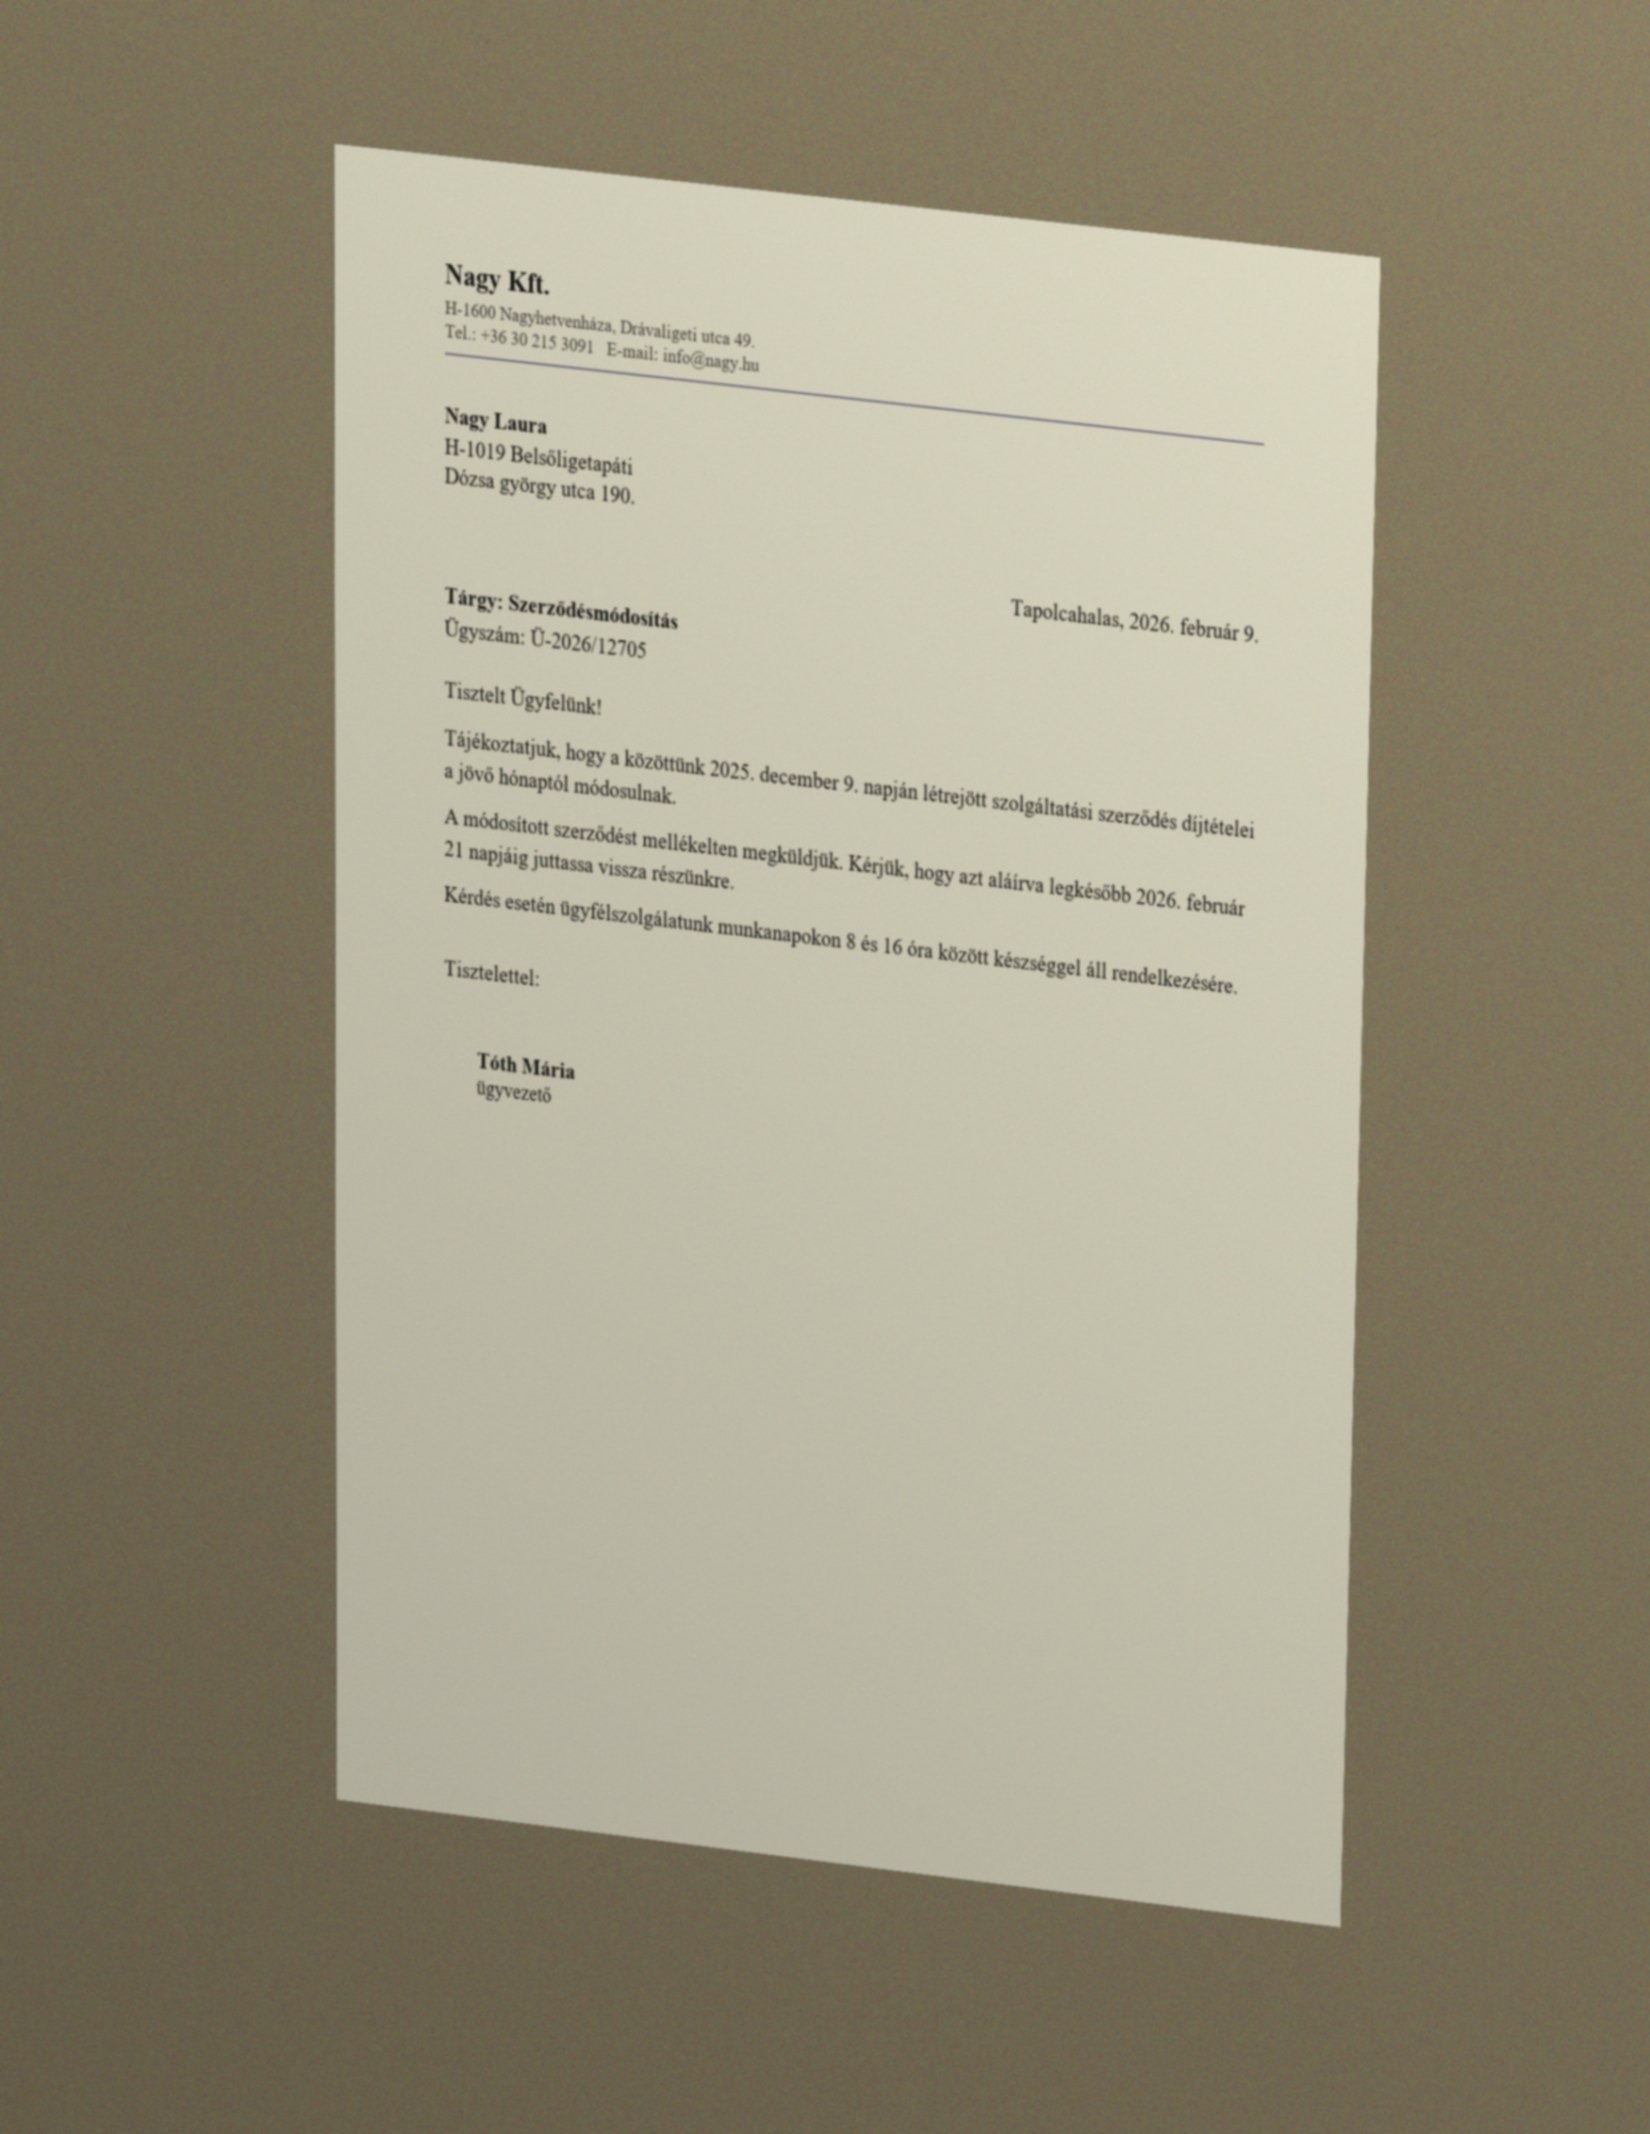 Nagy Kft.
H-1600 Nagyhetvenháza, Drávaligeti utca 49.
Tel.: +36 30 215 3091 E-mail: info@nagy.hu
Nagy Laura
H-1019 Belsőligetapáti
Dózsa györgy utca 190.
Tapolcahalas, 2026. február 9.
Tárgy: Szerződésmódosítás
Ügyszám: Ü-2026/12705
Tisztelt Ügyfelünk!
Tájékoztatjuk, hogy a közöttünk 2025. december 9. napján létrejött szolgáltatási szerződés díjtételei
a jövő hónaptól módosulnak.
A módosított szerződést mellékelten megküldjük. Kérjük, hogy azt aláírva legkésőbb 2026. február
21 napjáig juttassa vissza részünkre.
Kérdés esetén ügyfélszolgálatunk munkanapokon 8 és 16 óra között készséggel áll rendelkezésére.
Tisztelettel:
Tóth Mária
ügyvezető